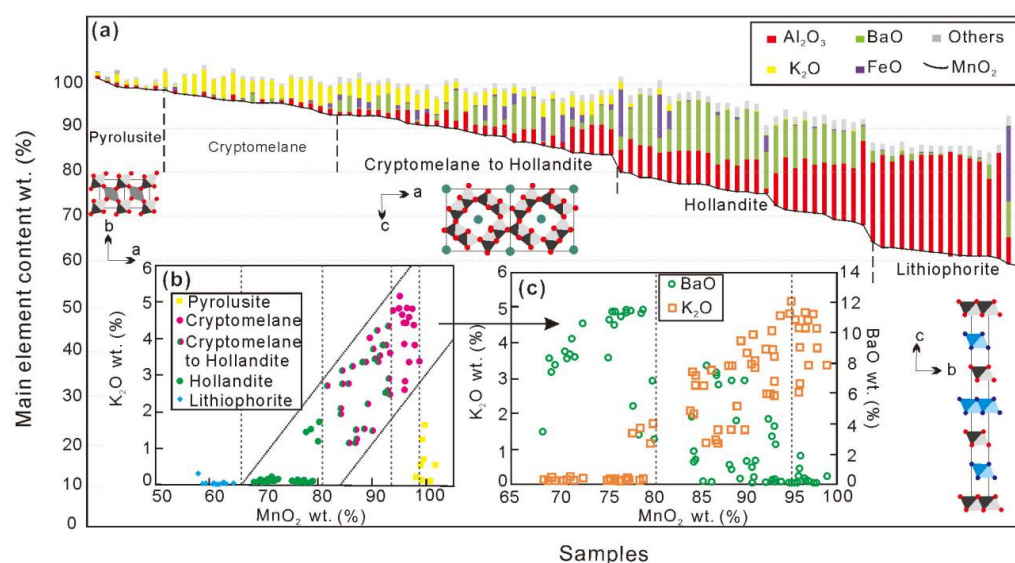 (a)
Al₂O₃ BaO Others
K₂O FeO MnO₂
Main element content wt. (%)
100
90
80
70
60
50
40
30
20
10
0
Pyrolusite
Cryptomelane
Cryptomelane to Hollandite
Hollandite
Lithiophorite
b
a
a
c
c
b
(b)
Pyrolusite
Cryptomelane
Cryptomelane
to Hollandite
Hollandite
Lithiophorite
K₂O wt. (%)
6
5
4
3
2
1
0
50 60 70 80 90 100
MnO₂ wt. (%)
(c)
BaO
K₂O
K₂O wt. (%)
6
5
4
3
2
1
0
65 70 75 80 85 90 95 100
MnO₂ wt. (%)
14
12
10
8
6
4
2
0
BaO wt. (%)
Samples